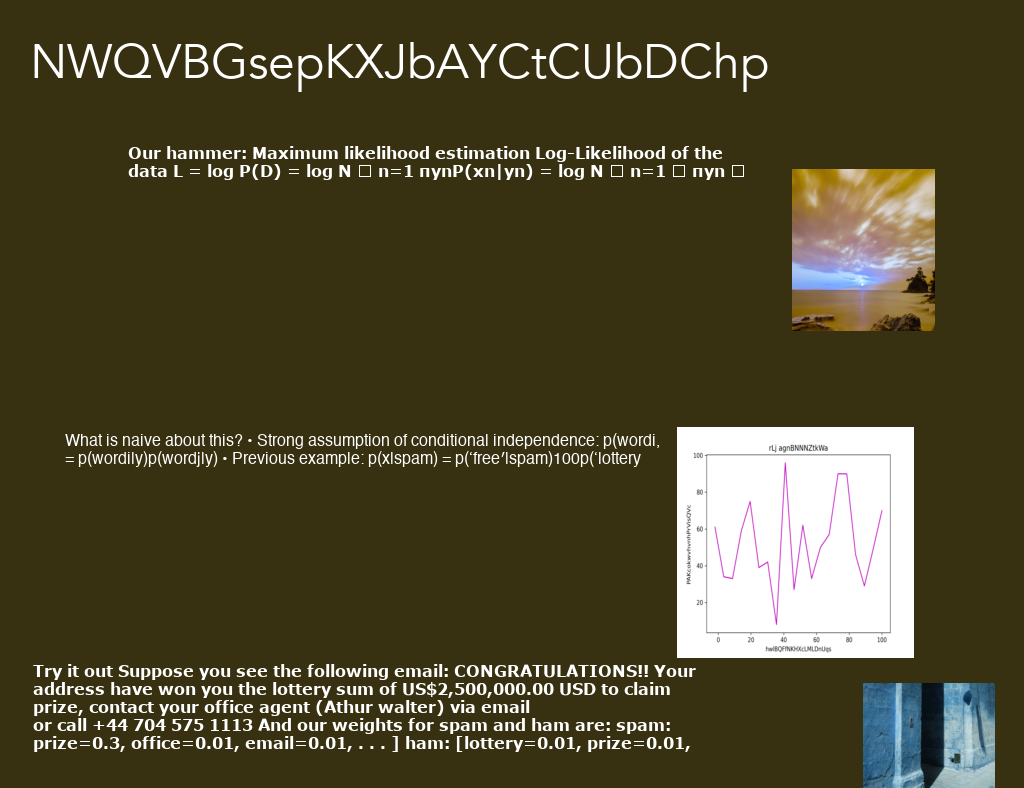 NWQVBGsepKXJbAYCtCUbDChp
Our hammer: Maximum likelihood estimation Log-Likelihood of the
data L = log P(D) = log N □ n=1 πynP(xn|yn) = log N □ n=1 □ πyn □
What is naive about this? • Strong assumption of conditional independence: p(wordi,
= p(wordi|y)p(wordj|y) • Previous example: p(x|spam) = p(‘free′|spam)100p(‘lottery
rLj agnBNNNZtkWa
100
80
60
40
20
0 20 40 60 80 100
hwlBQFfNKHXcLMLDnUqs
Try it out Suppose you see the following email: CONGRATULATIONS!! Your
address have won you the lottery sum of US$2,500,000.00 USD to claim
prize, contact your office agent (Athur walter) via email
or call +44 704 575 1113 And our weights for spam and ham are: spam:
prize=0.3, office=0.01, email=0.01, . . . ] ham: [lottery=0.01, prize=0.01,